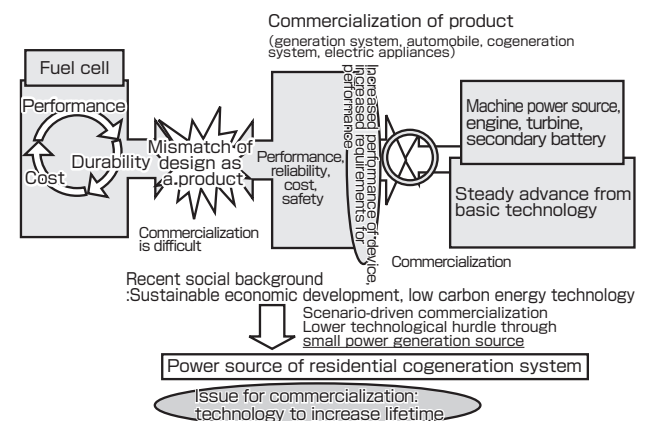 Commercialization of product
(generation system, automobile, cogeneration
system, electric appliances)
Fuel cell
Performance
Durability
Cost
Mismatch of
design as
a product
Commercialization
is difficult
Performance,
reliability,
cost,
safety
Increased performance of device,
increased requirements for
performance
Machine power source,
engine, turbine,
secondary battery
Steady advance from
basic technology
Commercialization
Recent social background
:Sustainable economic development, low carbon energy technology
Scenario-driven commercialization
Lower technological hurdle through
small power generation source
Power source of residential cogeneration system
Issue for commercialization:
technology to increase lifetime